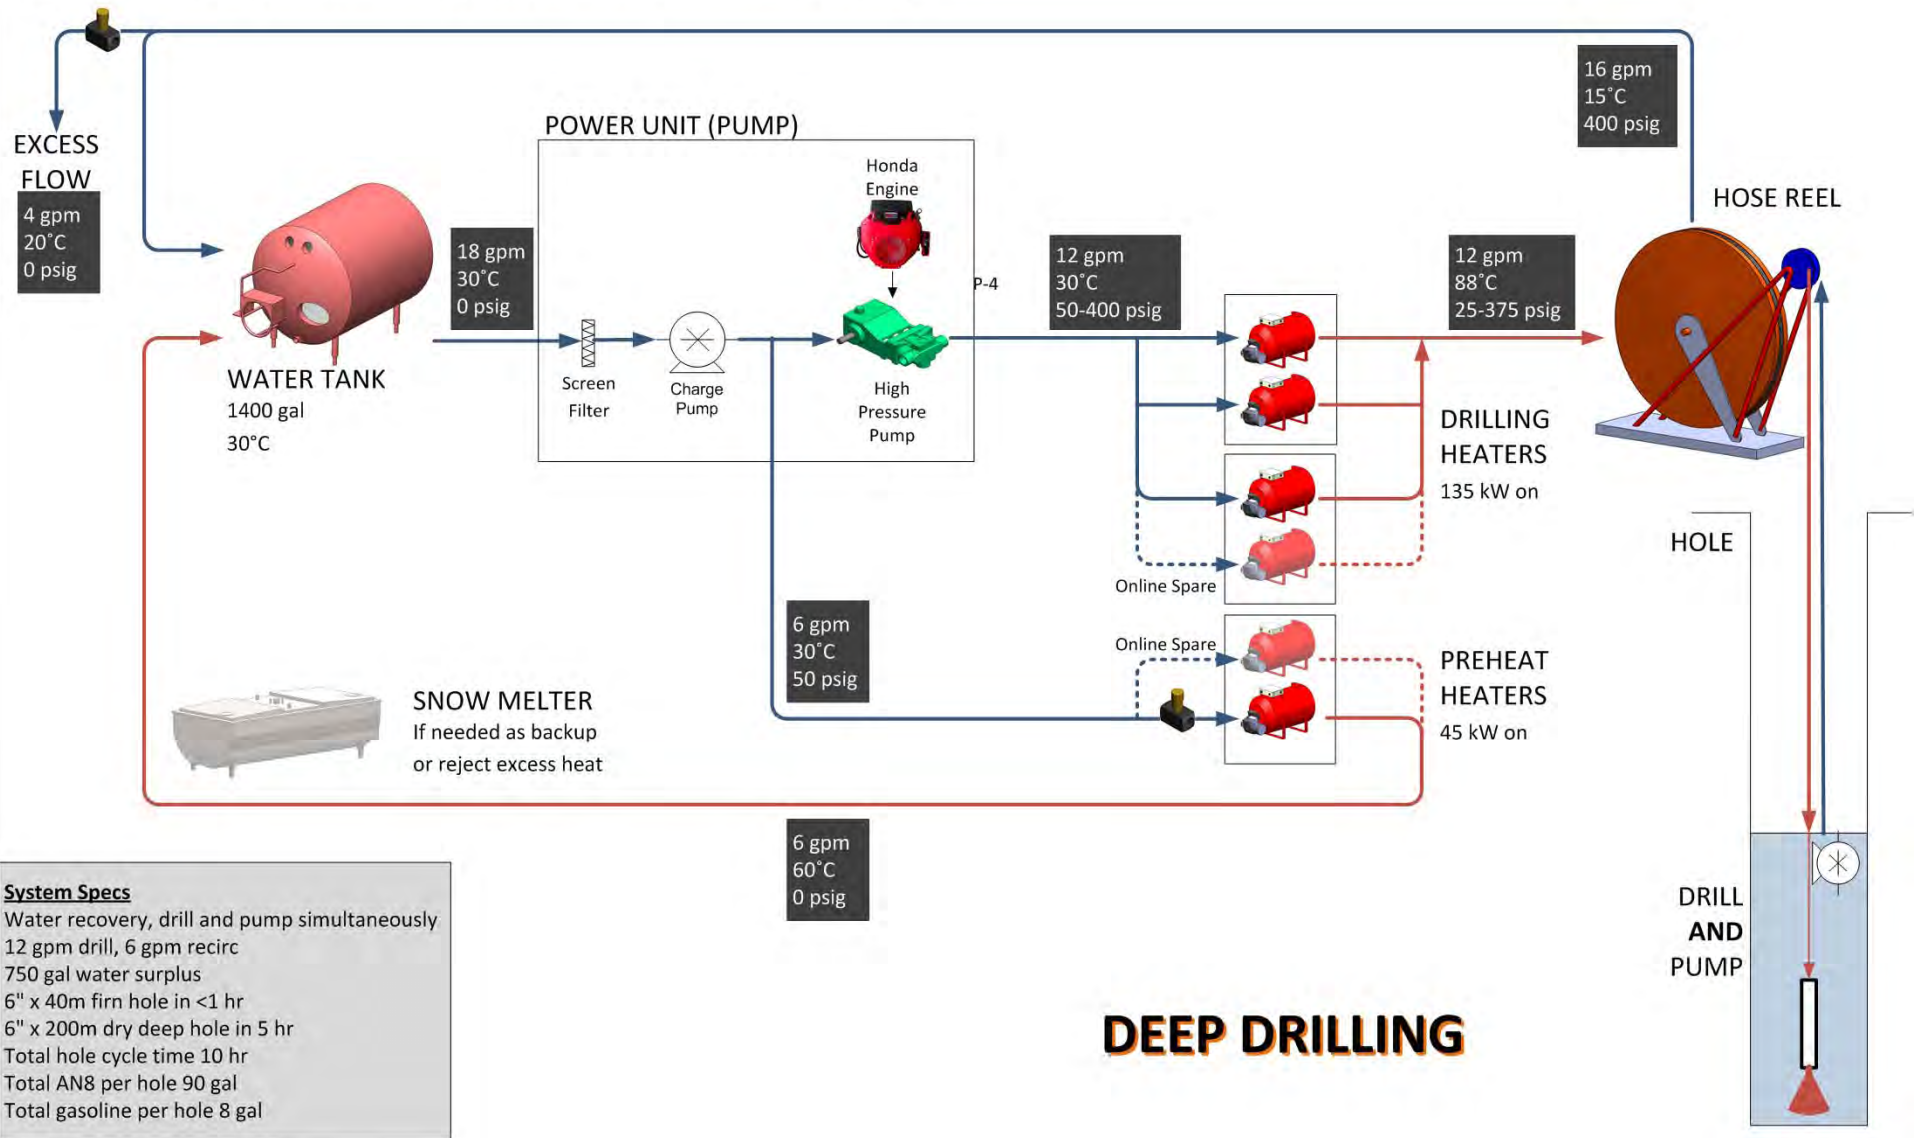 16 gpm
15˚C
400 psig
EXCESS
FLOW
4 gpm
20˚C
0 psig
POWER UNIT (PUMP)
Honda
Engine
HOSE REEL
18 gpm
30˚C
0 psig
P-4
12 gpm
30˚C
50-400 psig
12 gpm
88˚C
25-375 psig
WATER TANK
1400 gal
30°C
Screen
Filter
Charge
Pump
High
Pressure
Pump
DRILLING
HEATERS
135 kW on
HOLE
Online Spare
6 gpm
30˚C
50 psig
Online Spare
PREHEAT
HEATERS
45 kW on
SNOW MELTER
If needed as backup
or reject excess heat
6 gpm
60˚C
0 psig
System Specs
Water recovery, drill and pump simultaneously
12 gpm drill, 6 gpm recirc
750 gal water surplus
6" x 40m firn hole in <1 hr
6" x 200m dry deep hole in 5 hr
Total hole cycle time 10 hr
Total AN8 per hole 90 gal
Total gasoline per hole 8 gal
DRILL
AND
PUMP
DEEP DRILLING